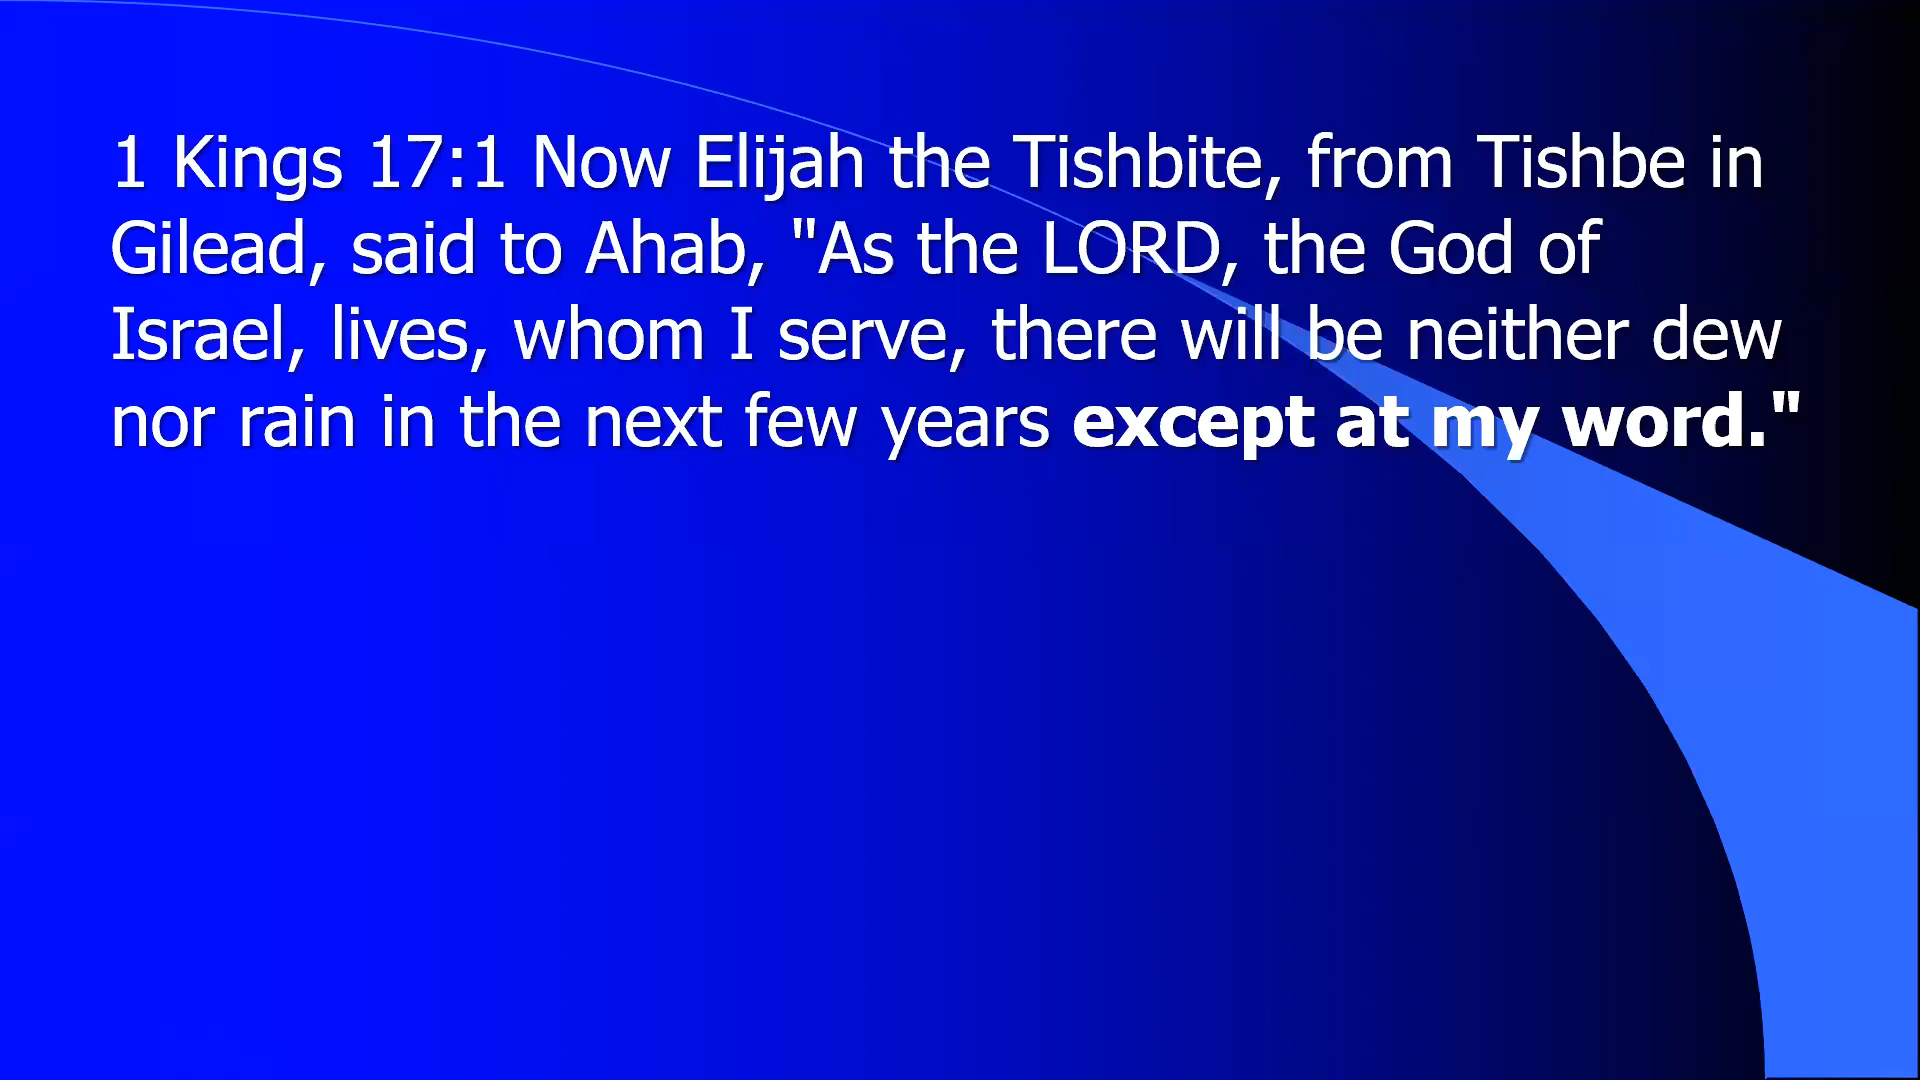 1 Kings 17:1 Now Elijah the Tishbite, from Tishbe in
Gilead, said to Ahab, "As the LORD, the God of
Israel, lives, whom I serve, there will be neither dew
nor rain in the next few years except at my word."